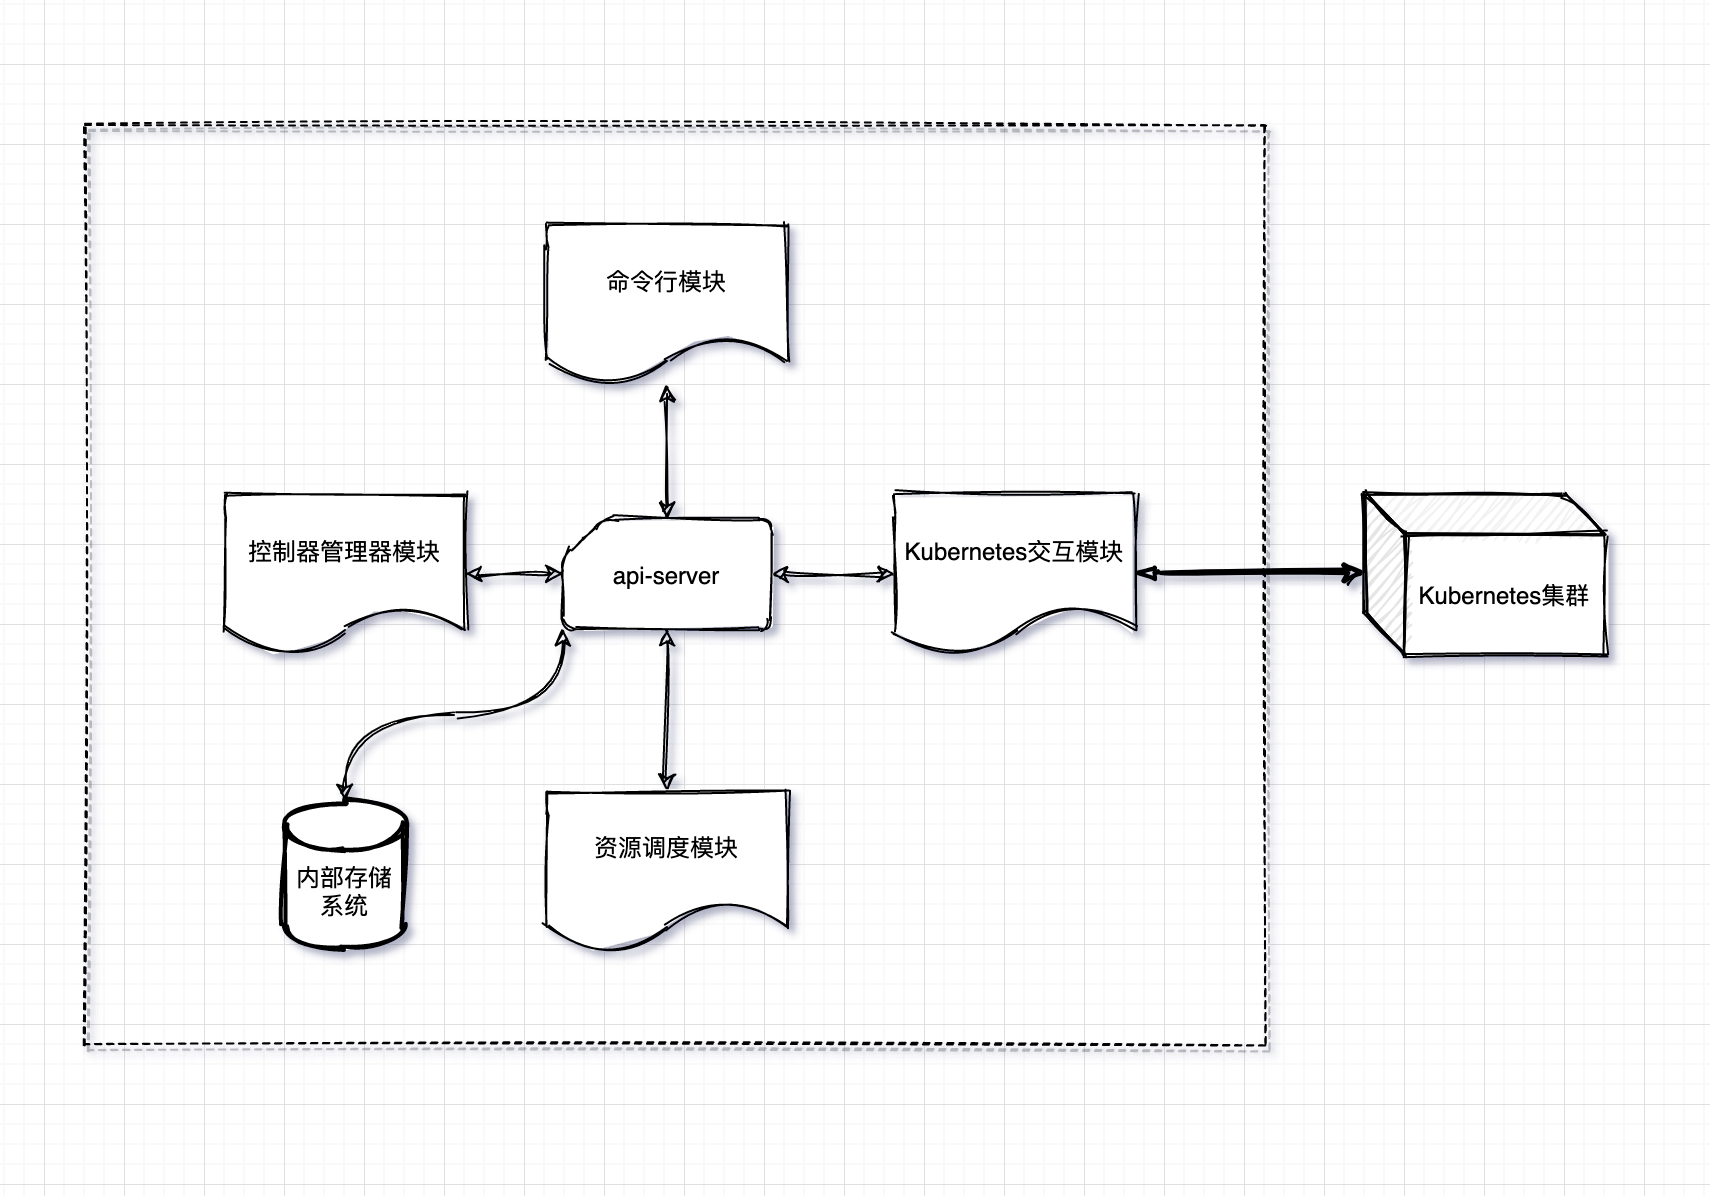 命令行模块
控制器管理器模块
api-server
Kubernetes交互模块
Kubernetes集群
资源调度模块
内部存储
系统